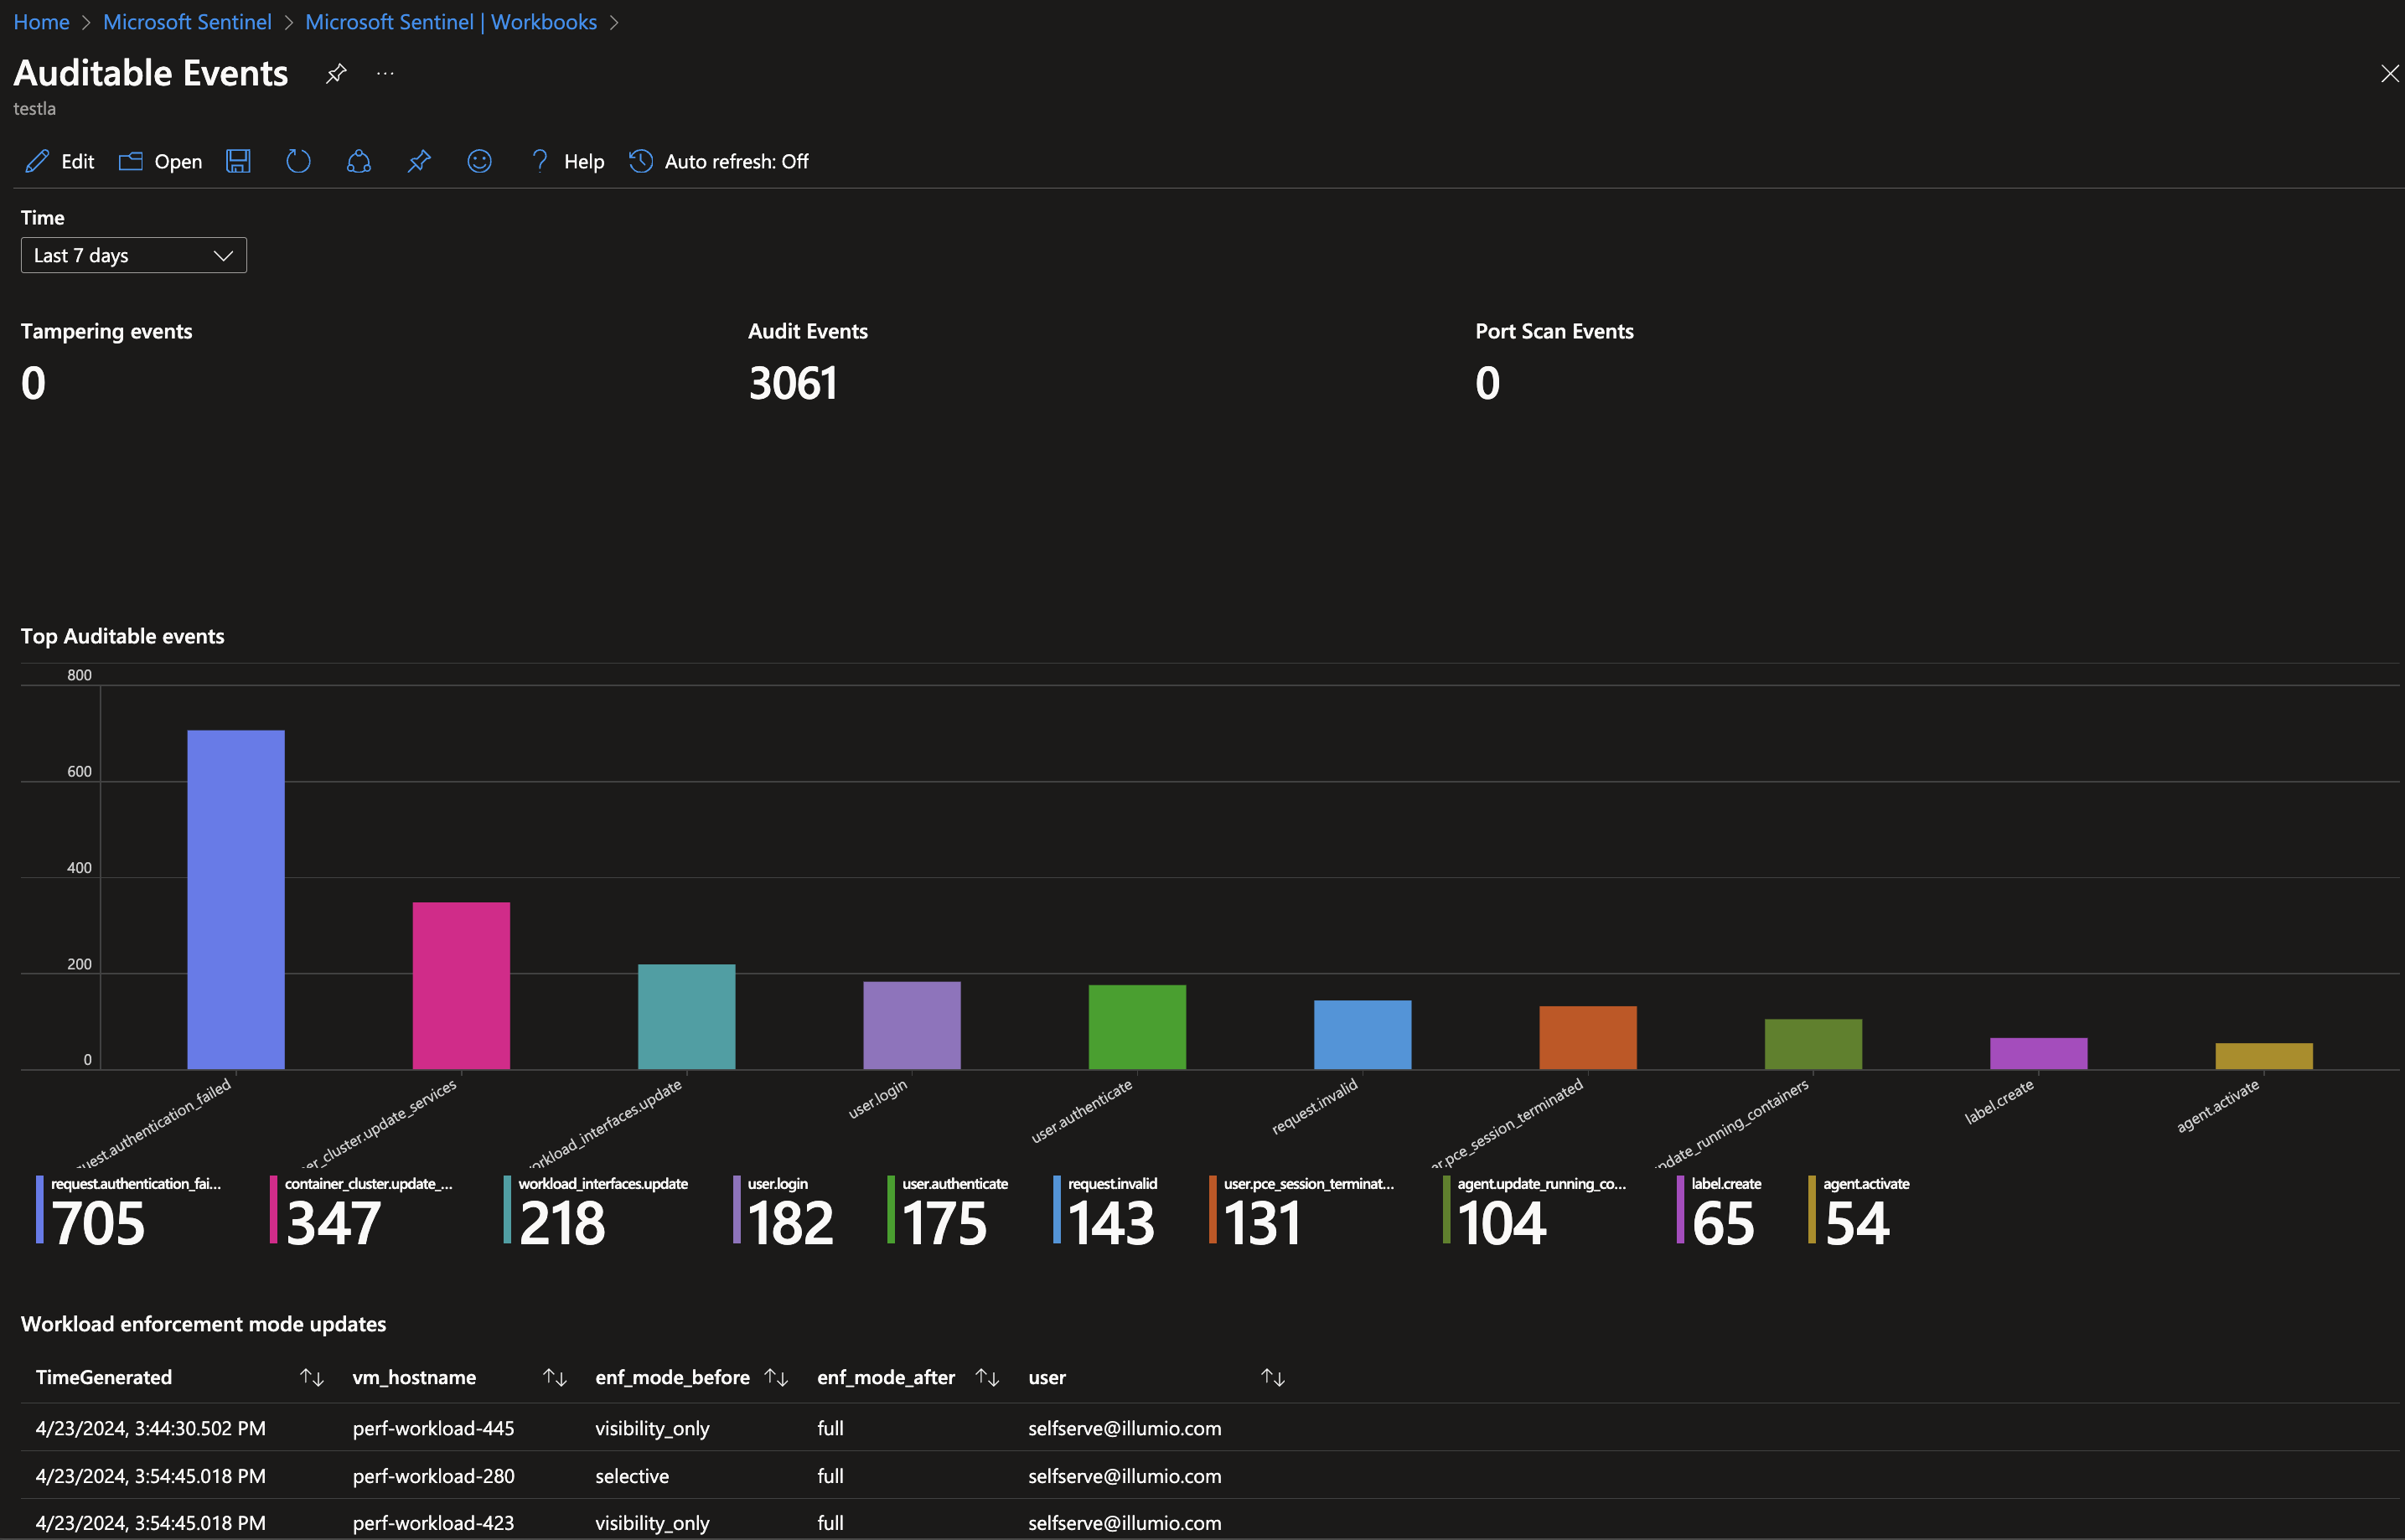 Home > Microsoft Sentinel > Microsoft Sentinel | Workbooks >
Auditable Events ...
testla
Edit Open Help Auto refresh: Off
Time
Last 7 days
Tampering events Audit Events Port Scan Events
0 3061 0
Top Auditable events
800
600
400
200
0
uest.authentication_failed er_cluster.update_services orkload_interfaces.update user.login user.authenticate request.invalid er.pce_session_terminated pdate_running_containers label.create agent.activate
request.authentication_fai... container_cluster.update_... workload_interfaces.update user.login user.authenticate request.invalid user.pce_session_terminat... agent.update_running_co... label.create agent.activate
705 347 218 182 175 143 131 104 65 54
Workload enforcement mode updates
TimeGenerated ↑↓ vm_hostname ↑↓ enf_mode_before ↑↓ enf_mode_after ↑↓ user ↑↓
4/23/2024, 3:44:30.502 PM perf-workload-445 visibility_only full selfserve@illumio.com
4/23/2024, 3:54:45.018 PM perf-workload-280 selective full selfserve@illumio.com
4/23/2024, 3:54:45.018 PM perf-workload-423 visibility_only full selfserve@illumio.com